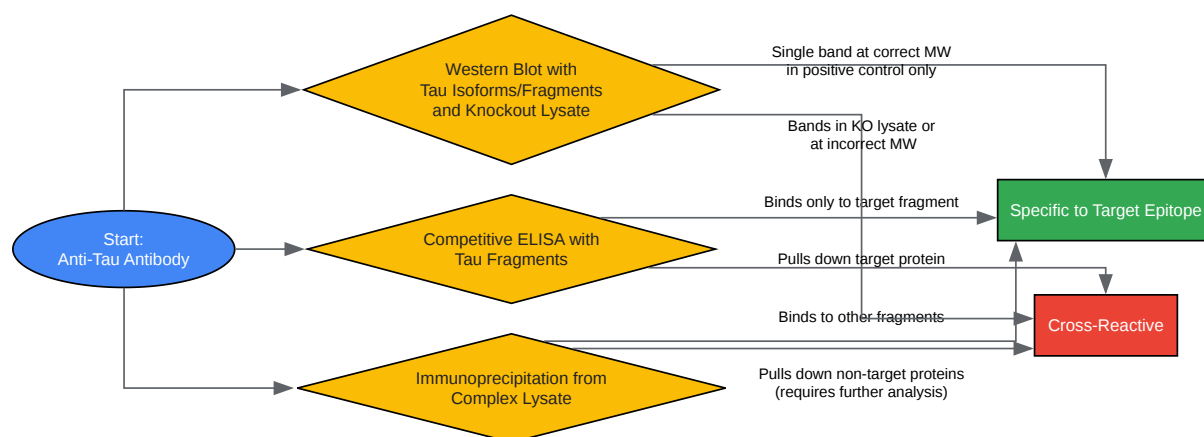 Single band at correct MW
in positive control only
Western Blot with
Tau Isoforms/Fragments
and Knockout Lysate
Bands in KO lysate or
at incorrect MW
Binds only to target fragment
Specific to Target Epitope
Start:
Anti-Tau Antibody
Competitive ELISA with
Tau Fragments
Pulls down target protein
Binds to other fragments
Cross-Reactive
Immunoprecipitation from
Complex Lysate
Pulls down non-target proteins
(requires further analysis)